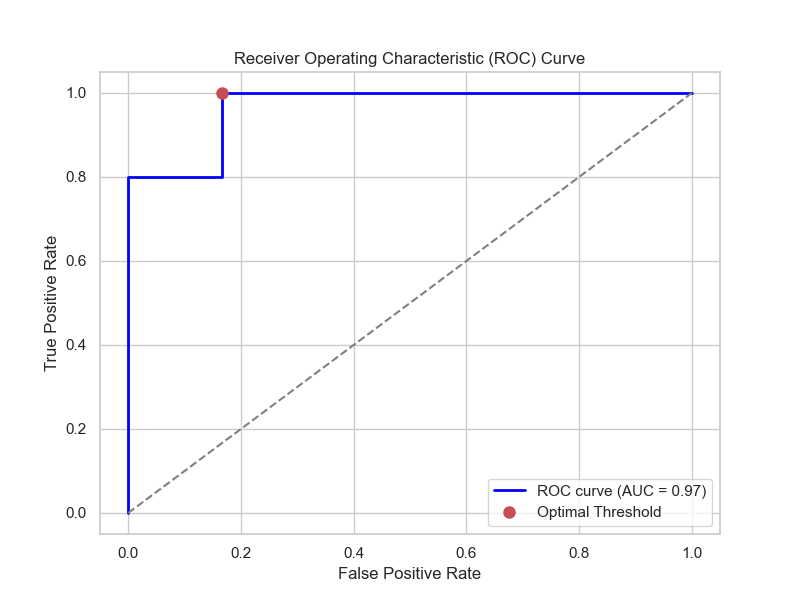 Receiver Operating Characteristic (ROC) Curve
True Positive Rate
1.0
0.8
0.6
0.4
0.2
0.0
ROC curve (AUC = 0.97)
Optimal Threshold
0.0 0.2 0.4 0.6 0.8 1.0
False Positive Rate